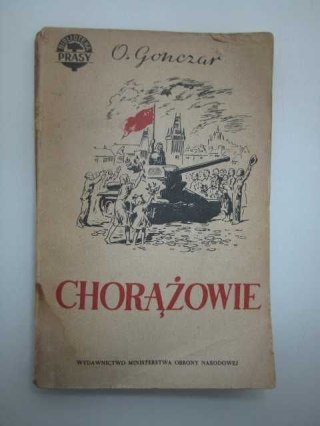 BIBLIOTEKA
PRASY
O. Gonczar
CHORĄŻOWIE
WYDAWNICTWO MINISTERSTWA OBRONY NARODOWEJ